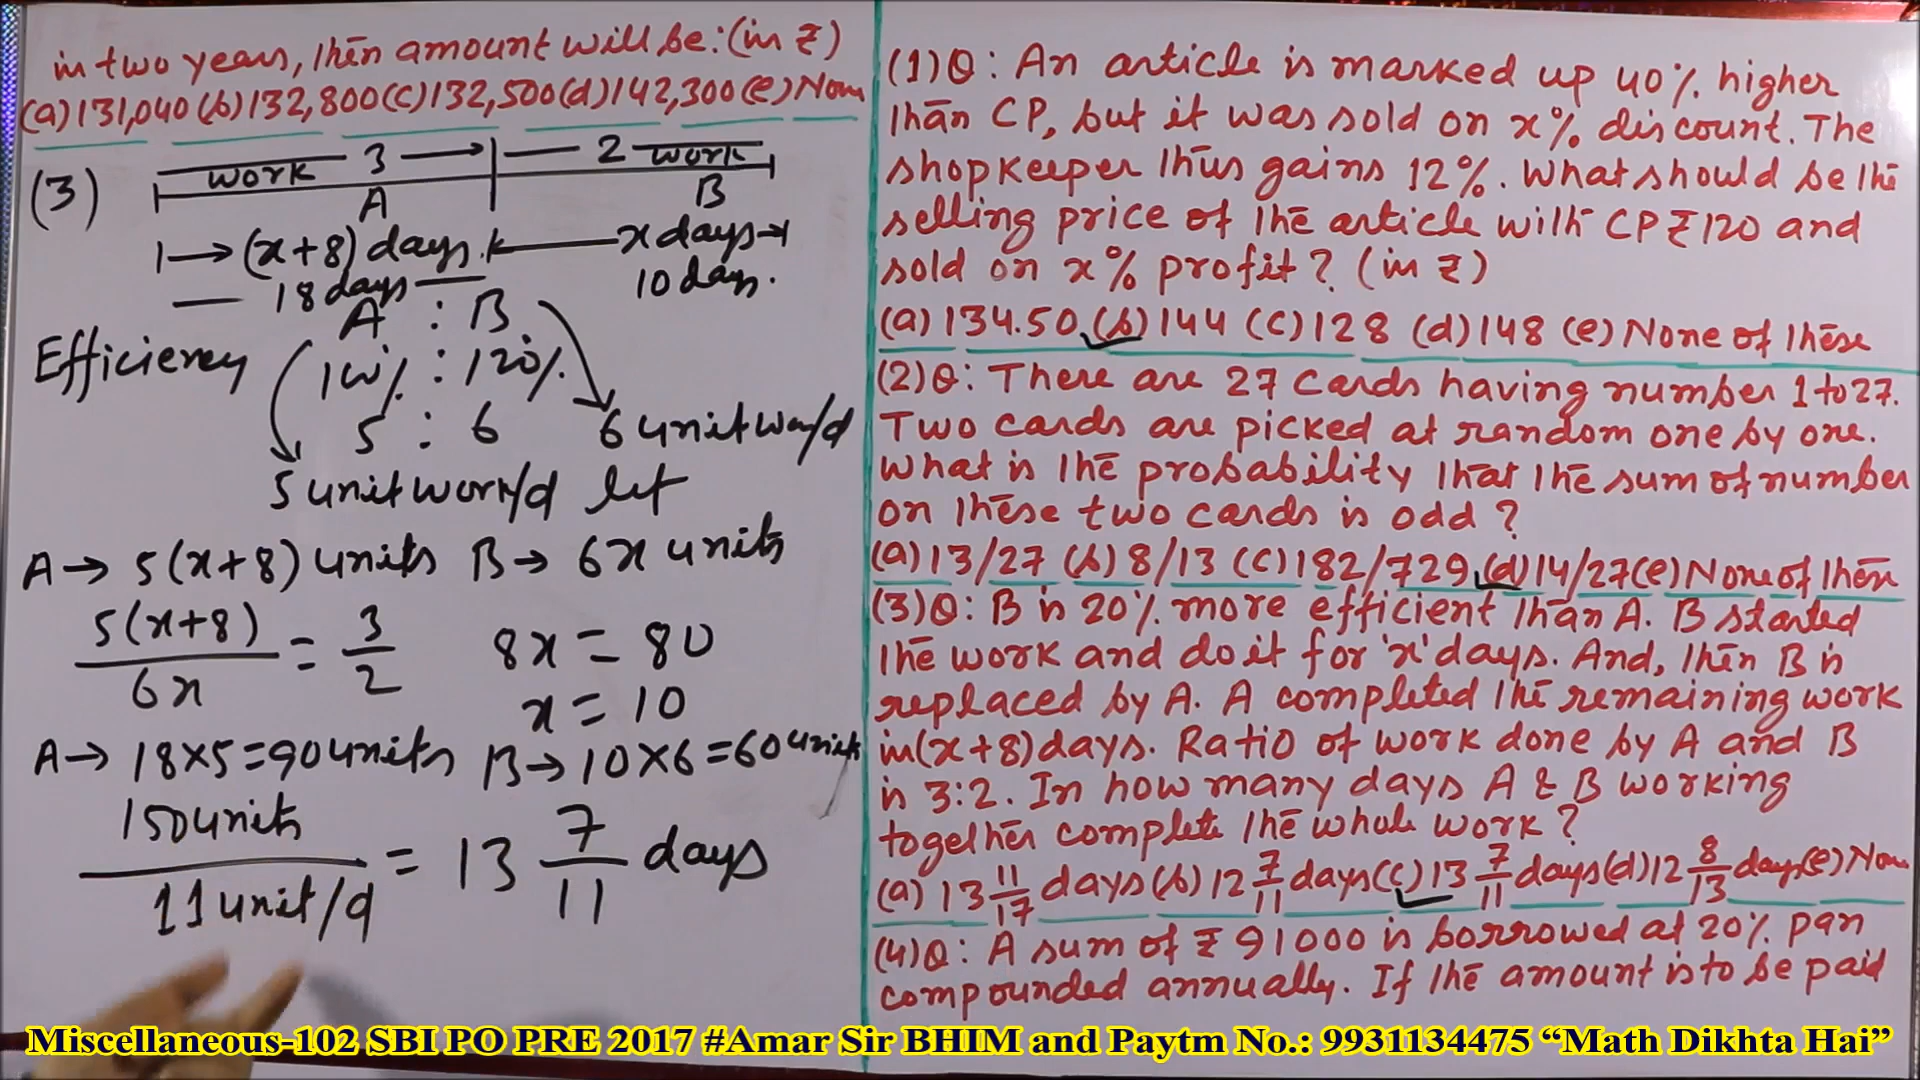 in two years, then amount will be: (in ₹)
(a) 131,040 (b) 132,800 (c) 132,500 (d) 142,300 (e) None
(3)
work 3 2 work
A B
1 → (x+8) days x days
18 days 10 days.
A : B
Efficiency 100% : 120%
5 : 6 6 unit work/d
5 unit work/d let
A → 5(x+8) units B → 6x units
5(x+8)/6x = 3/2 8x = 80
x = 10
A → 18×5=90 units B → 10×6=60 units
150 units / 11 unit/d = 13 7/11 days
(1)Q: An article is marked up 40% higher
than CP, but it was sold on x% discount. The
shopkeeper thus gains 12%. What should be the
selling price of the article with CP ₹120 and
sold on x% profit? (in ₹)
(a) 134.50 (b) 144 (c) 128 (d) 148 (e) None of these
(2)Q: There are 27 cards having number 1 to 27.
Two cards are picked at random one by one.
What is the probability that the sum of number
on these two cards is odd?
(a) 13/27 (b) 8/13 (c) 182/729 (d) 14/27 (e) None of these
(3)Q: B is 20% more efficient than A. B started
the work and do it for 'x' days. And, then B is
replaced by A. A completed the remaining work
in (x+8) days. Ratio of work done by A and B
is 3:2. In how many days A & B working
together complete the whole work?
(a) 13 11/17 days (b) 12 7/11 days (c) 13 7/11 days (d) 12 8/13 days (e) None
(4)Q: A sum of ₹ 91000 is borrowed at 20% pan
compounded annually. If the amount is to be paid
Miscellaneous-102 SBI PO PRE 2017 #Amar Sir BHIM and Paytm No.: 9931134475 “Math Dikhta Hai”